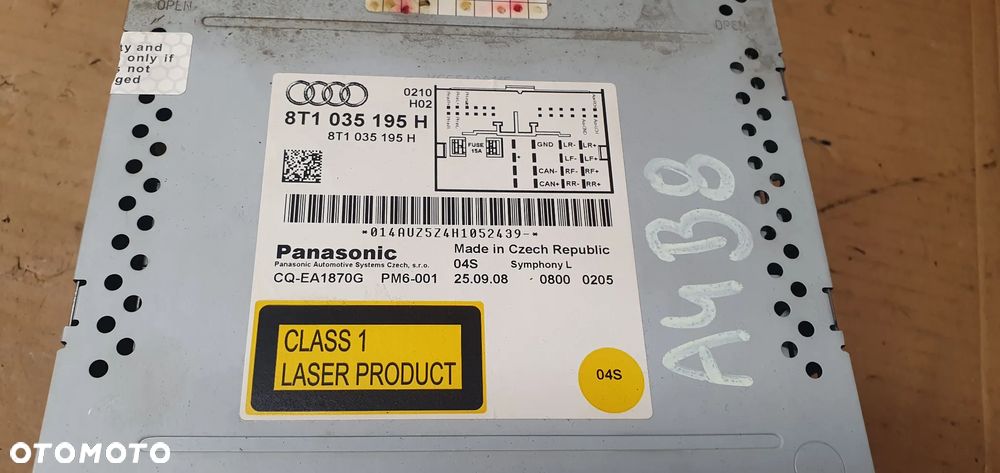 OPEN
OPEN
ty and
only if
not
ged
0210
H02
8T1 035 195 H
8T1 035 195 H
FUSE
15A
GND LR- LR+
+ LF- LF+
CAN- RF- RF+
CAN+ RR- RR+
*014AUZ5Z4H1052439-*
Panasonic
Panasonic Automotive Systems Czech, s.r.o.
Made in Czech Republic
04S Symphony L
CQ-EA1870G PM6-001 25.09.08 0800 0205
CLASS 1
LASER PRODUCT
04S
A4 B8
OTOMOTO